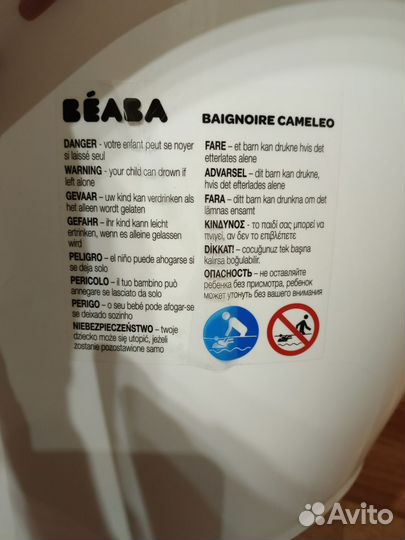 BÉABA
DANGER - votre enfant peut se noyer
si laissé seul
WARNING - your child can drown if
left alone
GEVAAR - uw kind kan verdrinken als
het alleen wordt gelaten
GEFAHR – ihr kind kann leicht
ertrinken, wenn es alleine gelassen
wird
PELIGRO – el niño puede ahogarse si
se deja solo
PERICOLO – il tuo bambino può
annegare se lasciato da solo
PERIGO – o seu bebé pode afogar-se
se deixado sozinho
NIEBEZPIECZEŃSTWO – twoje
dziecko może się utopić, jeżeli
zostanie pozostawione samo
BAIGNOIRE CAMELEO
FARE – et barn kan drukne hvis det
etterlates alene
ADVARSEL – dit barn kan drukne,
hvis det efterlades alene
FARA – ditt barn kan drunkna om det
lämnas ensamt
ΚΙΝΔΥΝΟΣ - το παιδί σας μπορεί να
πνιγεί, αν δεν το επιβλέπετε
DİKKAT! – cocuğunuz tek başına
kalırsa boğulabilir.
ОПАСНОСТЬ – не оставляйте
ребенка без присмотра, ребенок
может утонуть без вашего внимания
Avito